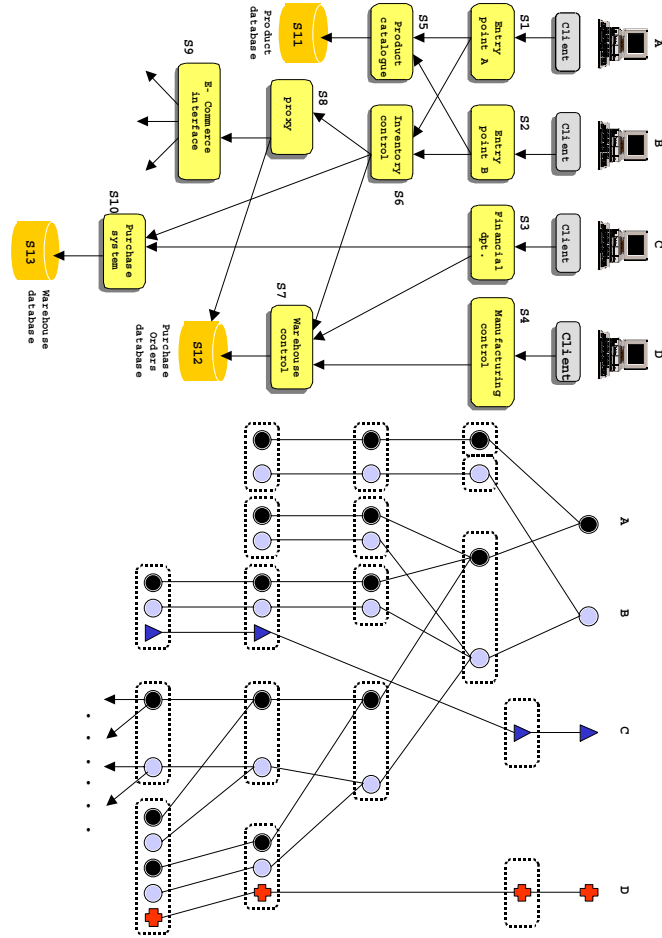 A
B
C
D
Client
Client
Client
Client
S1
Entry
point A
S2
Entry
point B
S3
Financial
dpt.
S4
Manufacturing
control
S5
Product
catalogue
Inventory
control
S6
S11
Product
database
S8
proxy
S7
Warehouse
control
S9
E- Commerce
interface
S12
Purchase
Orders
database
S10
Purchase
system
S13
Warehouse
database
A
B
C
D